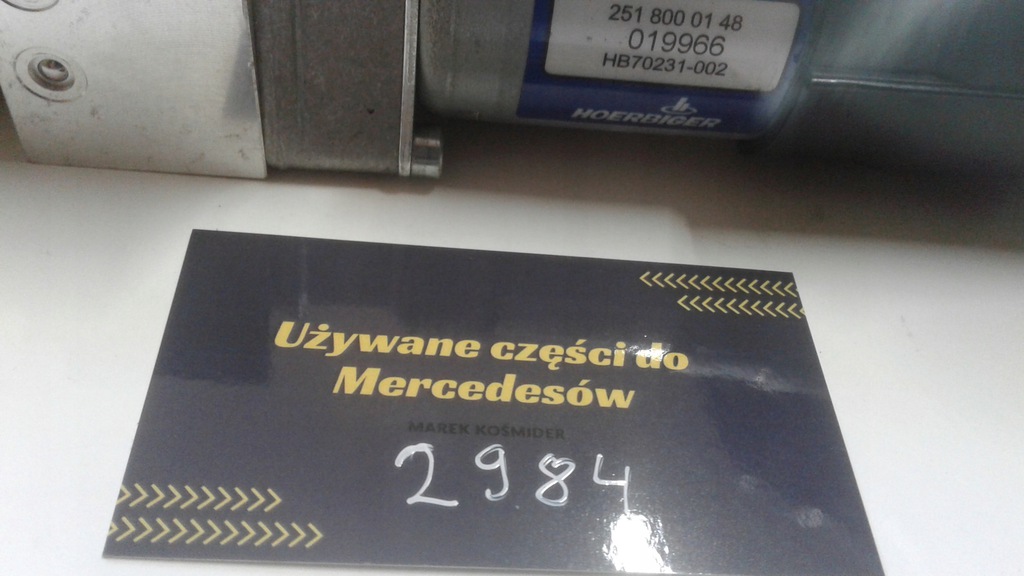 251 800 01 48
019966
HB70231-002
HOERBIGER
Używane części do
Mercedesów
MAREK KOŚMIDER
2984